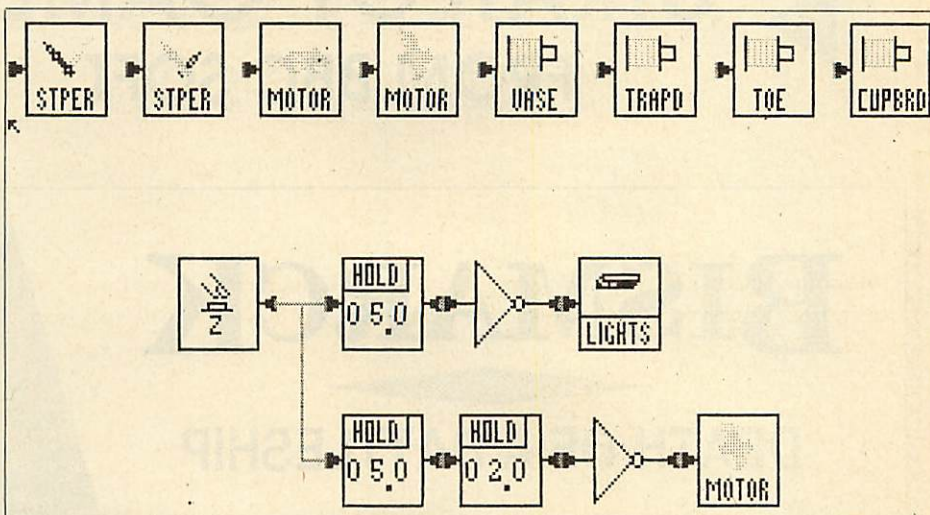 STPER STPER MOTOR MOTOR VASE TRAPD TOE CUPBRD
HOLD
Z 05.0 LIGHTS
HOLD HOLD
05.0 02.0 MOTOR